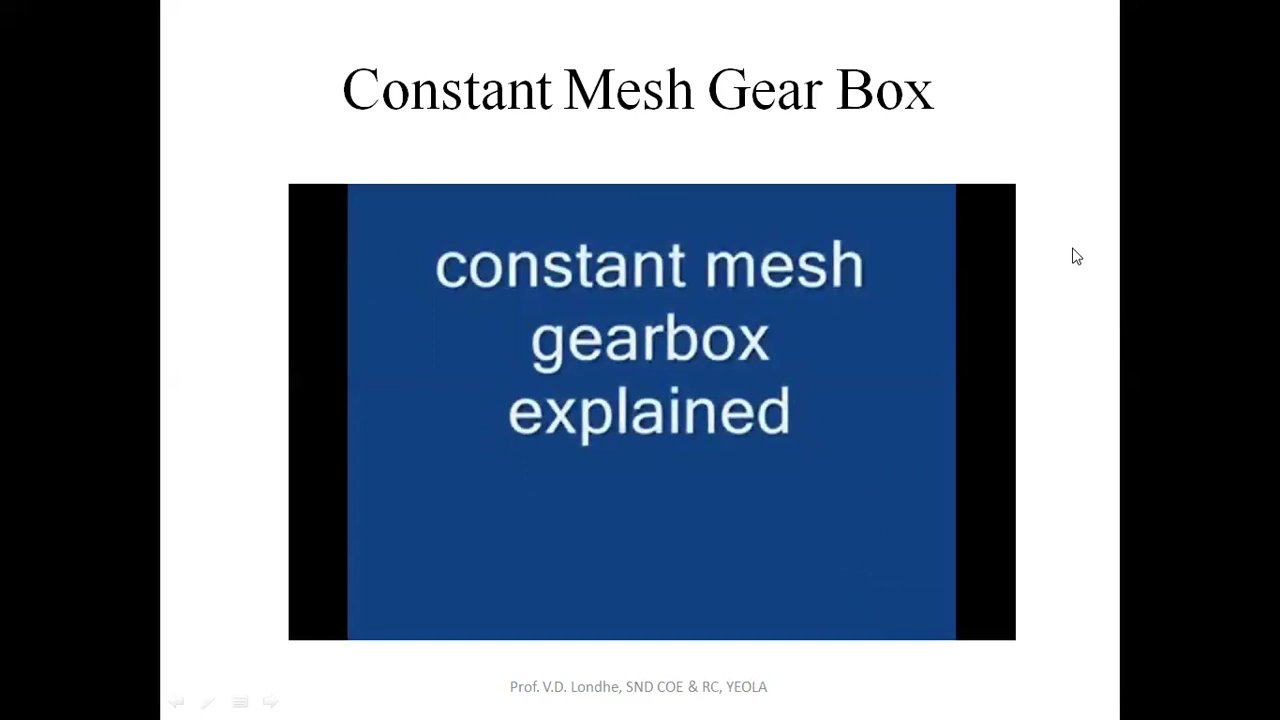 Constant Mesh Gear Box
constant mesh
gearbox
explained
Prof. V.D. Londhe, SND COE & RC, YEOLA